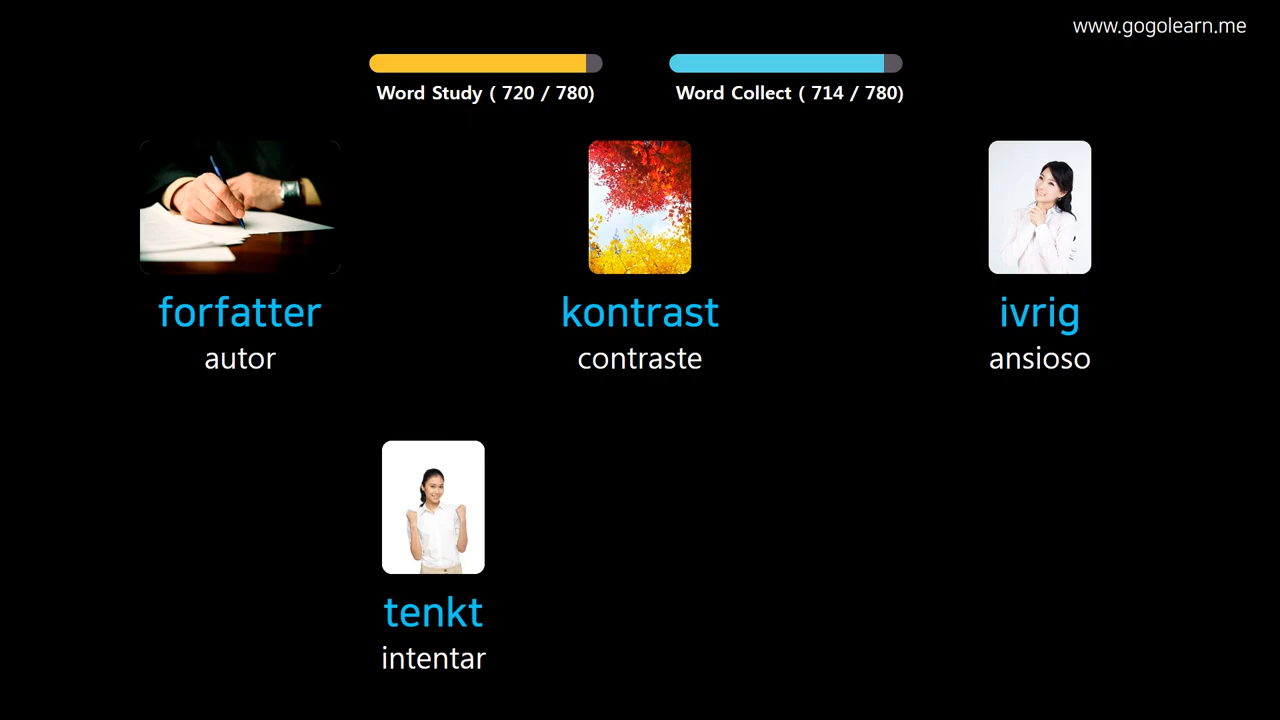 www.gogolearn.me
Word Study ( 720 / 780)
Word Collect ( 714 / 780)
forfatter
autor
kontrast
contraste
ivrig
ansioso
tenkt
intentar